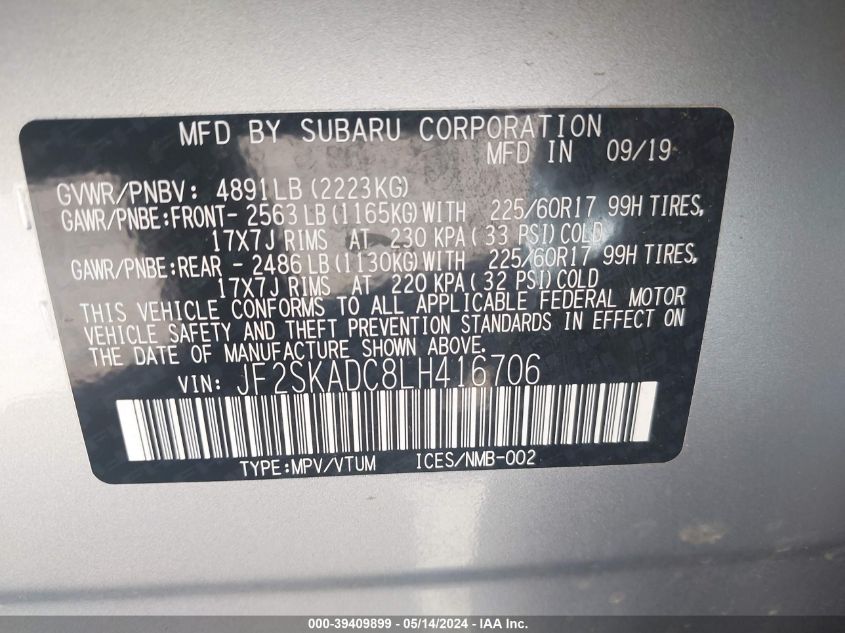 MFD BY SUBARU CORPORATION
MFD IN 09/19
GVWR/PNBV: 4891LB (2223KG)
GAWR/PNBE:FRONT- 2563 LB (1165KG) WITH 225/60R17 99H TIRES,
17X7J RIMS AT 230 KPA ( 33 PSI) COLD
GAWR/PNBE:REAR - 2486 LB (1130KG) WITH 225/60R17 99H TIRES,
17X7J RIMS AT 220 KPA ( 32 PSI) COLD
THIS VEHICLE CONFORMS TO ALL APPLICABLE FEDERAL MOTOR
VEHICLE SAFETY AND THEFT PREVENTION STANDARDS IN EFFECT ON
THE DATE OF MANUFACTURE SHOWN ABOVE.
VIN: JF2SKADC8LH416706
TYPE:MPV/VTUM ICES/NMB-002
000-39409899 — 05/14/2024 — IAA Inc.